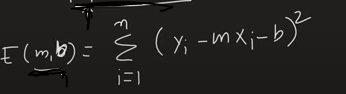 E(m,b) = Σ_{i=1}^{n} (y_i - mx_i - b)^2